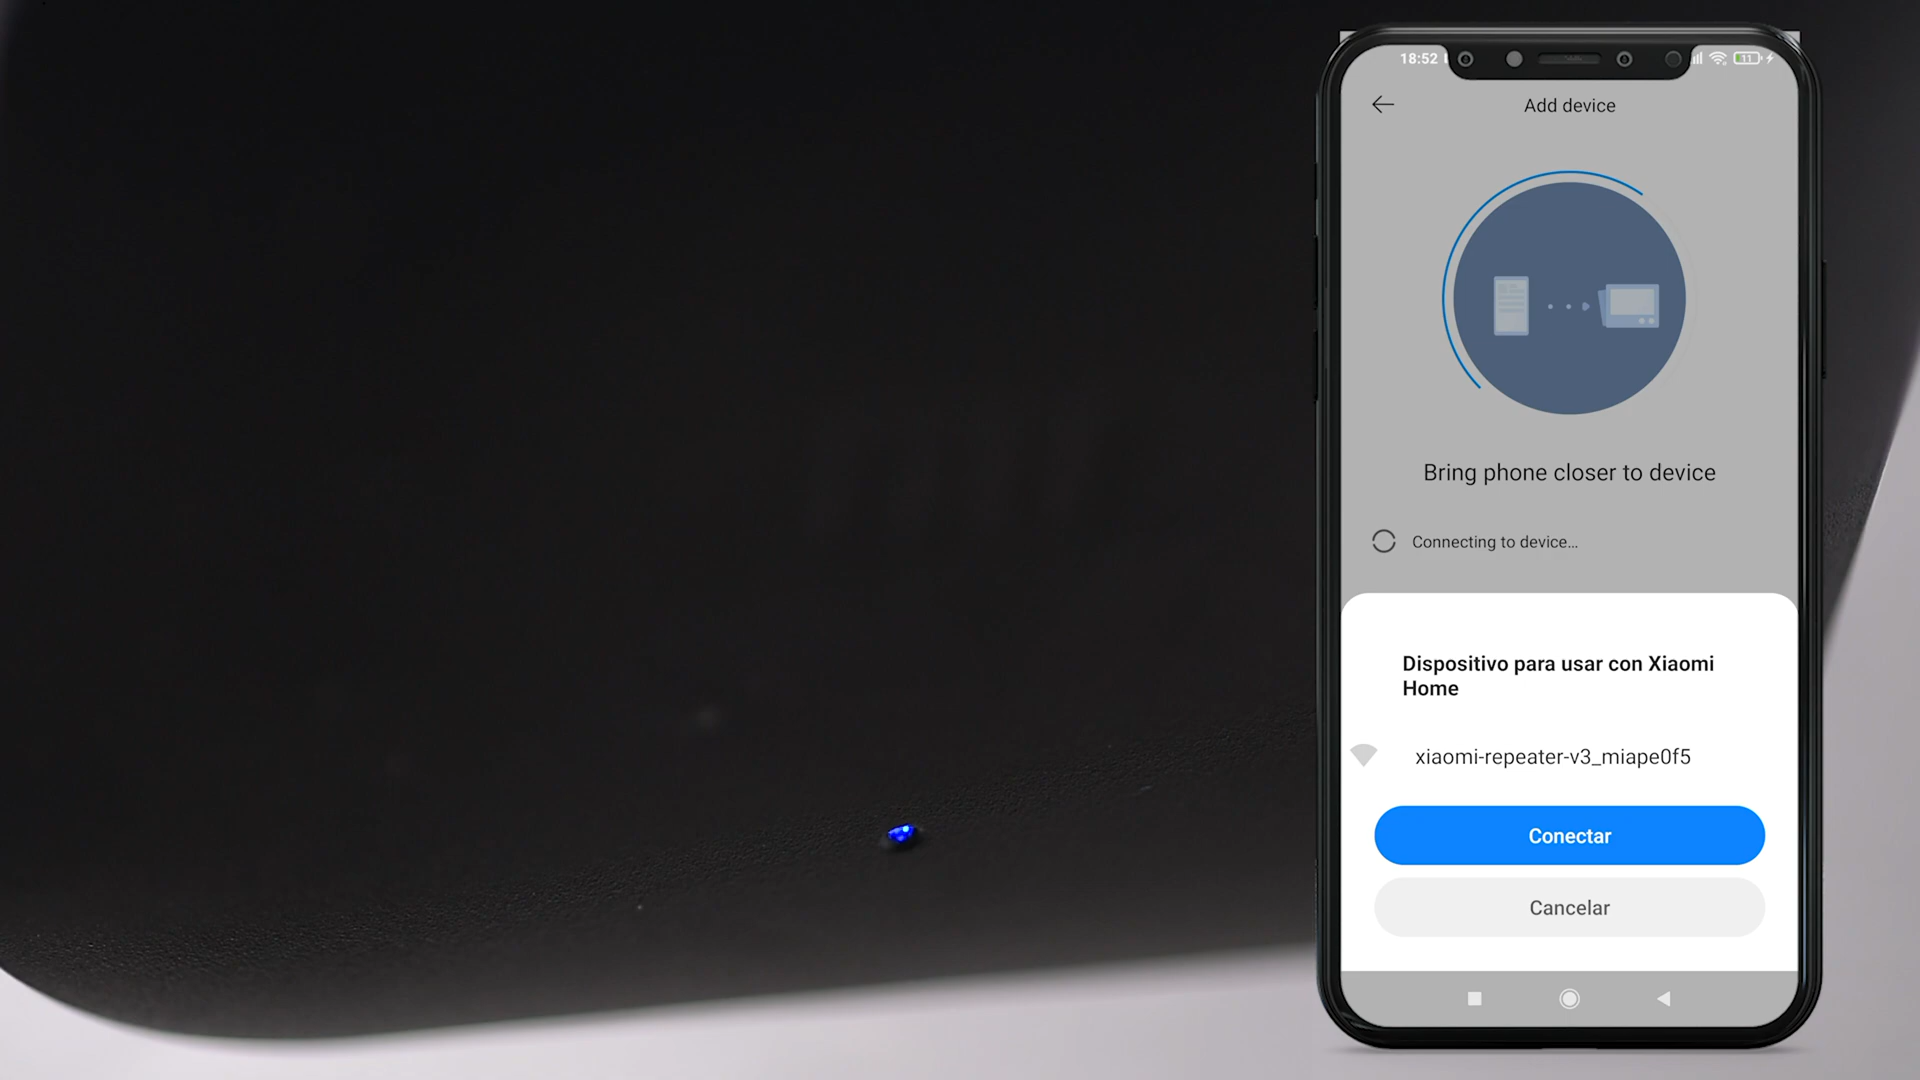 18:52
11
Add device
Bring phone closer to device
Connecting to device...
Dispositivo para usar con Xiaomi
Home
xiaomi-repeater-v3_miape0f5
Conectar
Cancelar